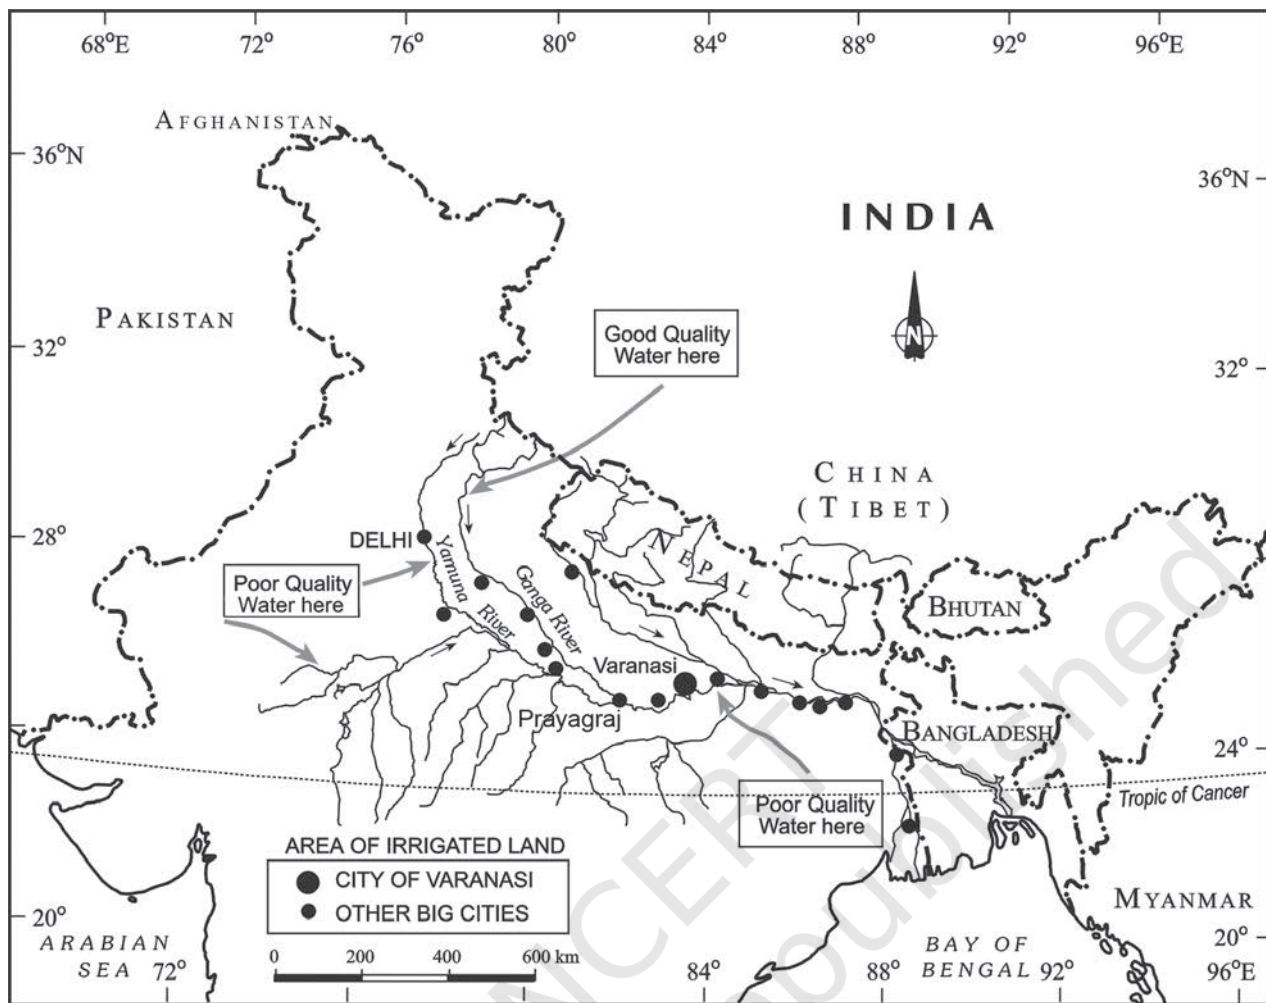 68°E 72° 76° 80° 84° 88° 92° 96°E
AFGHANISTAN
36°N
36°N
INDIA
PAKISTAN
N
Good Quality
Water here
32°
32°
CHINA
(TIBET)
28°
DELHI
28°
NEPAL
Yamuna River
Ganga River
Poor Quality
Water here
BHUTAN
Varanasi
Prayagraj
BANGLADESH
24°
Tropic of Cancer
Poor Quality
Water here
AREA OF IRRIGATED LAND
CITY OF VARANASI
OTHER BIG CITIES
MYANMAR
20°
20°
ARABIAN
SEA
BAY OF
BENGAL
0 200 400 600 km
72° 84° 88° 92° 96°E
NCERT
republished